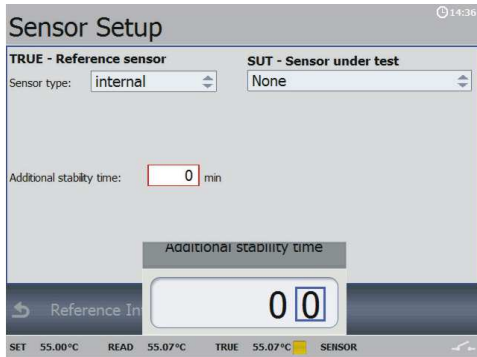 14:36
Sensor Setup
TRUE - Reference sensor
SUT - Sensor under test
Sensor type: internal
None
Additional stability time: 0 min
Additional stability time
0 0
Reference In
SET 55.00°C READ 55.07°C TRUE 55.07°C SENSOR